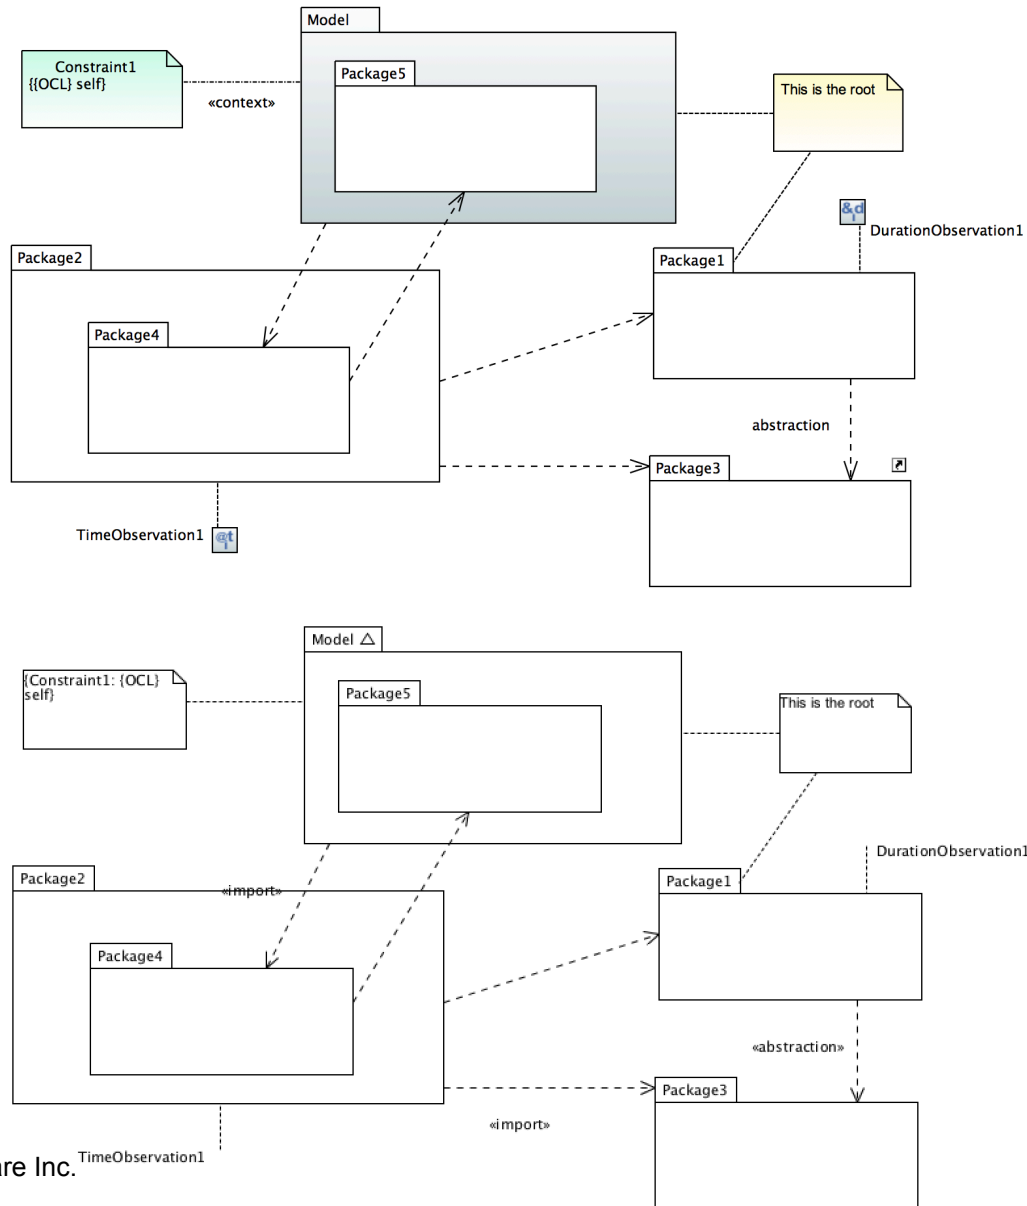 Model
Constraint1
{{OCL} self}
Package5
This is the root
«context»
&d
DurationObservation1
Package2
Package1
Package4
abstraction
Package3
TimeObservation1
@t
Model
{Constraint1: {OCL}
self}
Package5
This is the root
DurationObservation1
Package2
«import»
Package1
Package4
«abstraction»
Package3
«import»
TimeObservation1
are Inc.